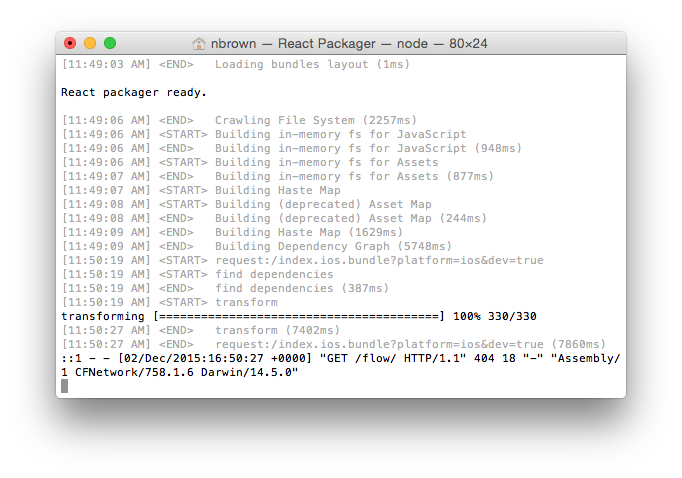 nbrown — React Packager — node — 80×24
[11:49:03 AM] <END>   Loading bundles layout (1ms)
React packager ready.
[11:49:06 AM] <END>   Crawling File System (2257ms)
[11:49:06 AM] <START> Building in-memory fs for JavaScript
[11:49:06 AM] <END>   Building in-memory fs for JavaScript (948ms)
[11:49:06 AM] <START> Building in-memory fs for Assets
[11:49:07 AM] <END>   Building in-memory fs for Assets (877ms)
[11:49:07 AM] <START> Building Haste Map
[11:49:08 AM] <START> Building (deprecated) Asset Map
[11:49:08 AM] <END>   Building (deprecated) Asset Map (244ms)
[11:49:09 AM] <END>   Building Haste Map (1629ms)
[11:49:09 AM] <END>   Building Dependency Graph (5748ms)
[11:50:19 AM] <START> request:/index.ios.bundle?platform=ios&dev=true
[11:50:19 AM] <START> find dependencies
[11:50:19 AM] <END>   find dependencies (387ms)
[11:50:19 AM] <START> transform
transforming [========================================] 100% 330/330
[11:50:27 AM] <END>   transform (7402ms)
[11:50:27 AM] <END>   request:/index.ios.bundle?platform=ios&dev=true (7860ms)
::1 - - [02/Dec/2015:16:50:27 +0000] "GET /flow/ HTTP/1.1" 404 18 "-" "Assembly/
1 CFNetwork/758.1.6 Darwin/14.5.0"